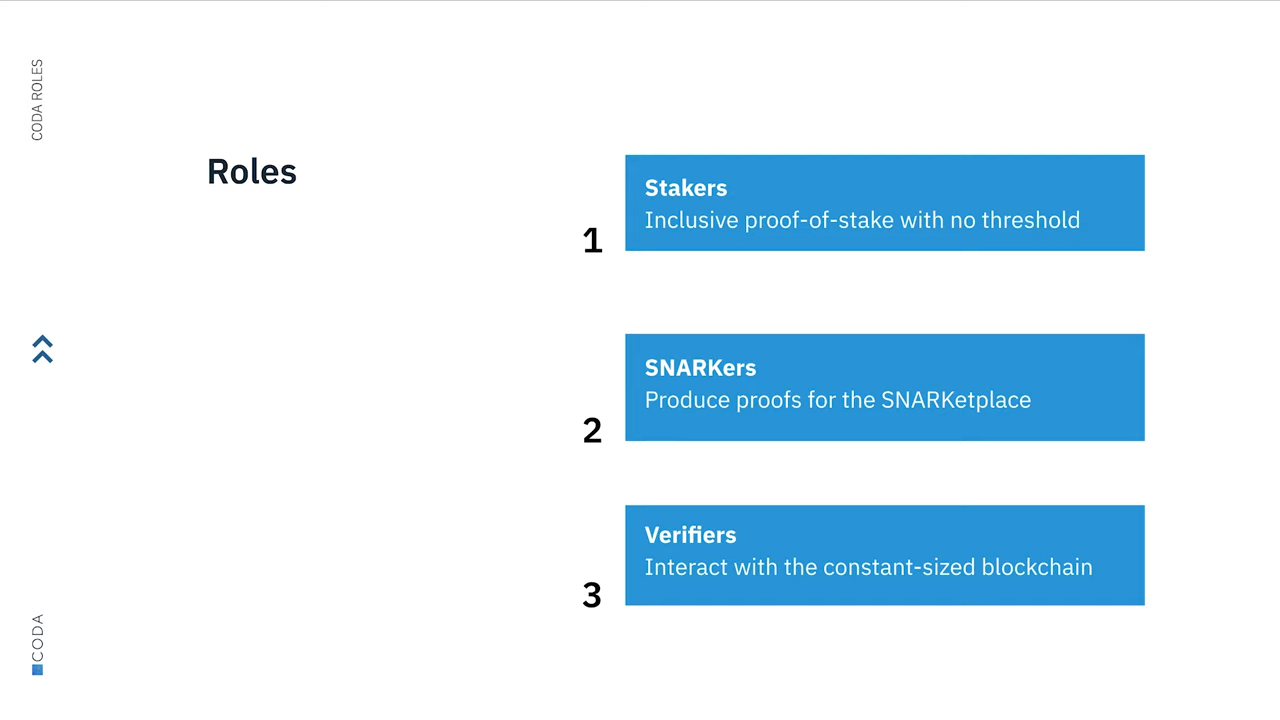 CODA ROLES
Roles
1
Stakers
Inclusive proof-of-stake with no threshold
2
SNARKers
Produce proofs for the SNARKetplace
3
Verifiers
Interact with the constant-sized blockchain
CODA